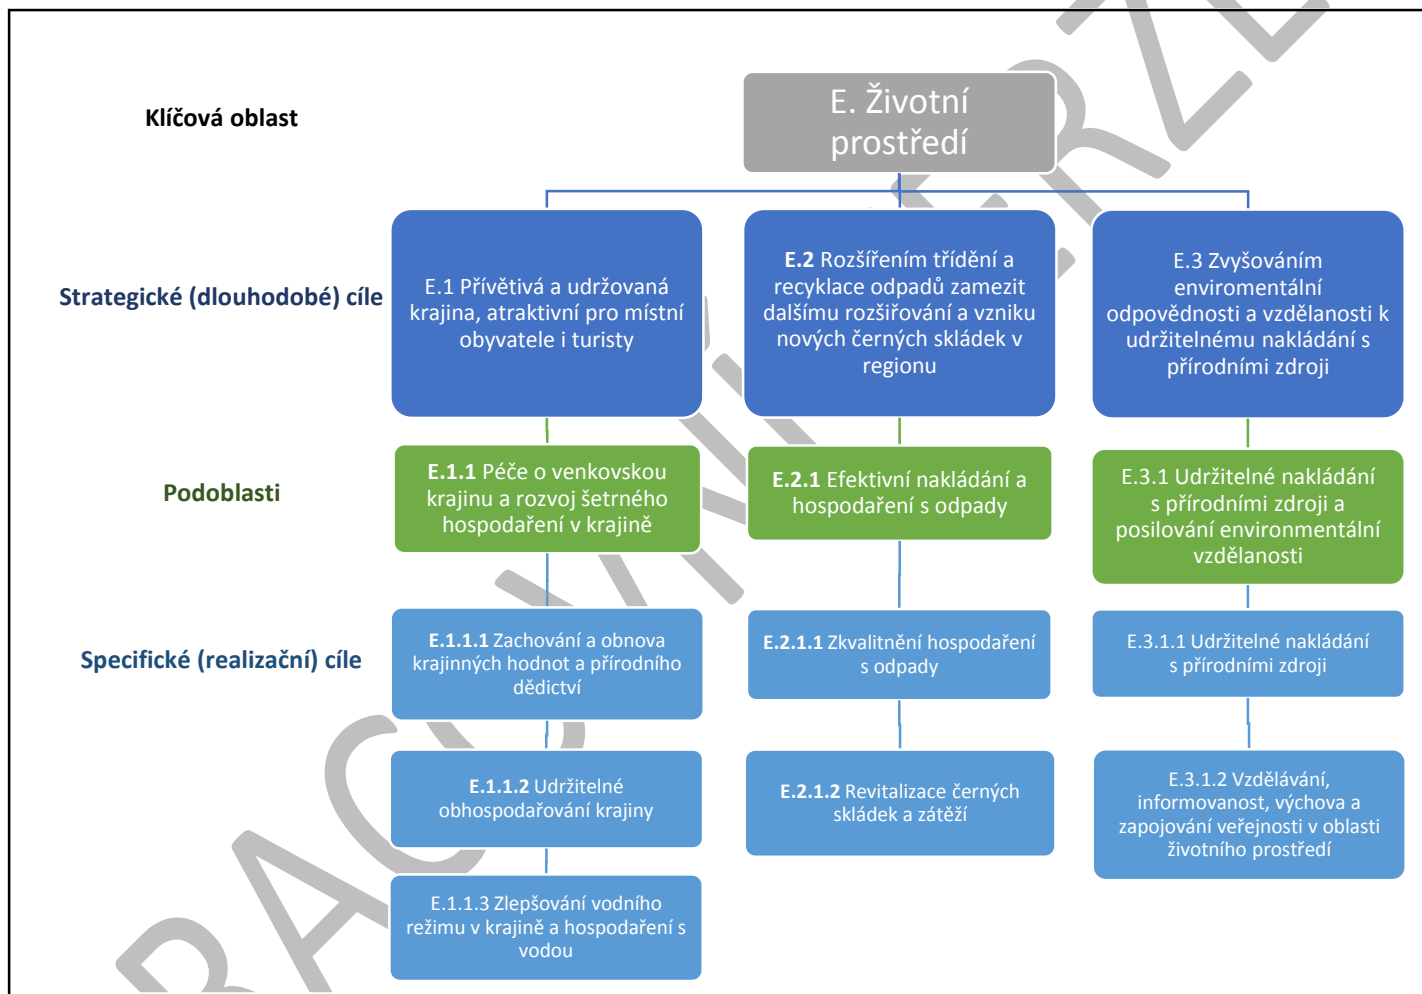 Klíčová oblast
E. Životní
prostředí
Strategické (dlouhodobé) cíle
E.1 Přívětivá a udržovaná
krajina, atraktivní pro místní
obyvatele i turisty
E.2 Rozšířením třídění a
recyklace odpadů zamezit
dalšímu rozšiřování a vzniku
nových černých skládek v
regionu
E.3 Zvyšováním
enviromentální
odpovědnosti a vzdělanosti k
udržitelnému nakládání s
přírodními zdroji
Podoblasti
E.1.1 Péče o venkovskou
krajinu a rozvoj šetrného
hospodaření v krajině
E.2.1 Efektivní nakládání a
hospodaření s odpady
E.3.1 Udržitelné nakládání
s přírodními zdroji a
posilování environmentální
vzdělanosti
Specifické (realizační) cíle
E.1.1.1 Zachování a obnova
krajinných hodnot a přírodního
dědictví
E.2.1.1 Zkvalitnění hospodaření
s odpady
E.3.1.1 Udržitelné nakládání
s přírodními zdroji
E.1.1.2 Udržitelné
obhospodařování krajiny
E.2.1.2 Revitalizace černých
skládek a zátěží
E.3.1.2 Vzdělávání,
informovanost, výchova a
zapojování veřejnosti v oblasti
životního prostředí
E.1.1.3 Zlepšování vodního
režimu v krajině a hospodaření s
vodou